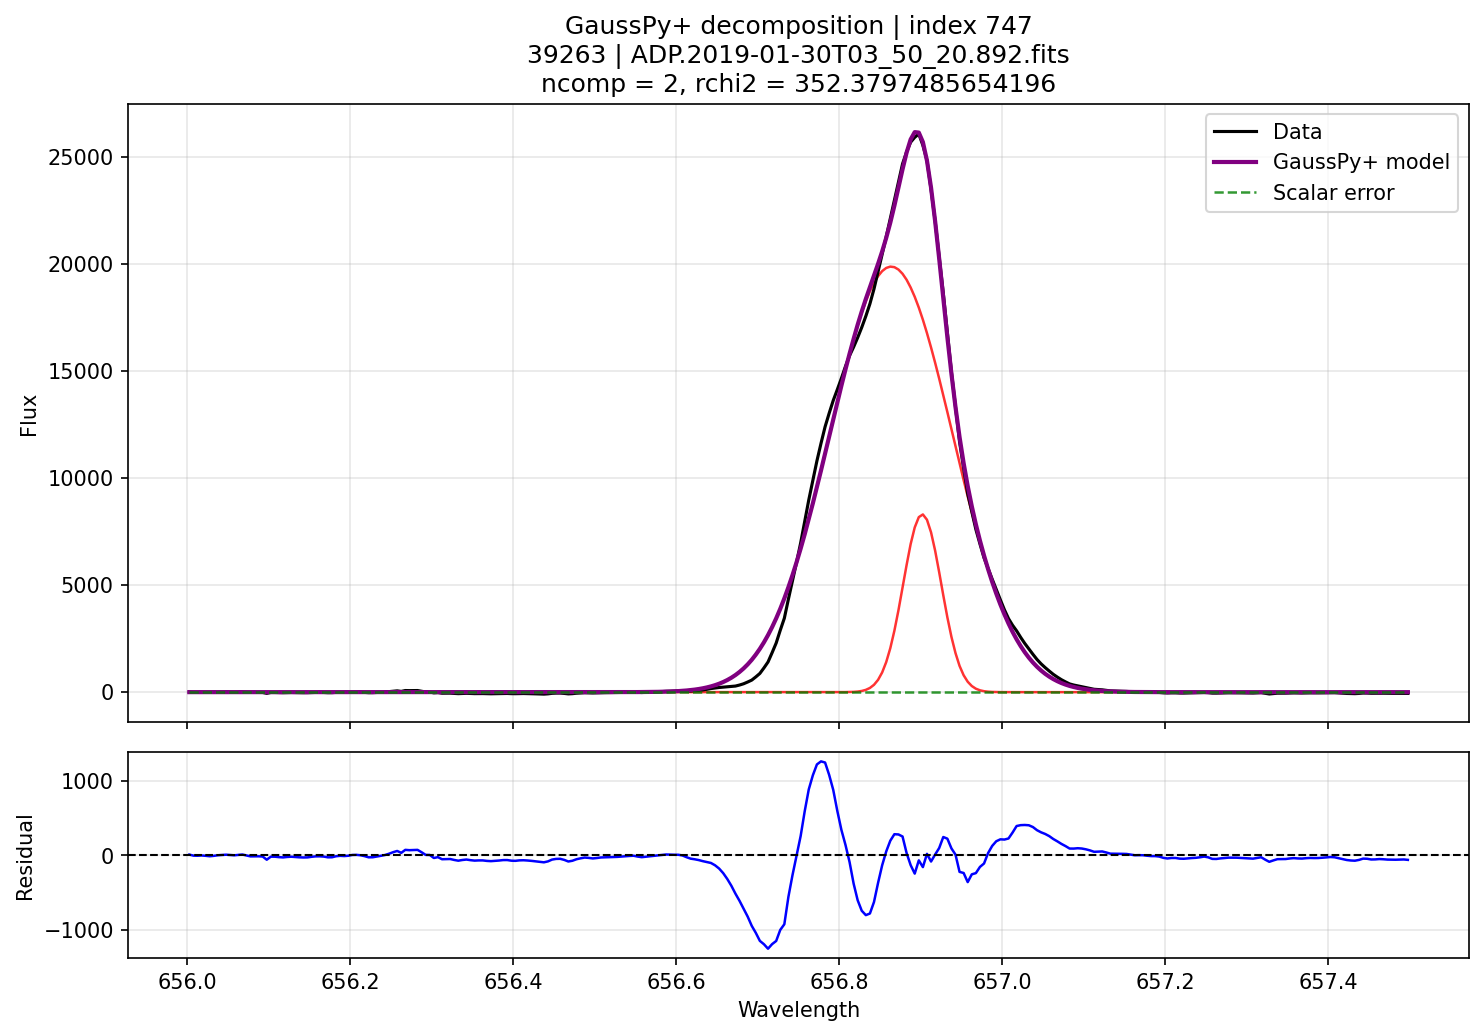 GaussPy+ decomposition | index 747
39263 | ADP.2019-01-30T03_50_20.892.fits
ncomp = 2, rchi2 = 352.3797485654196
Data
GaussPy+ model
Scalar error
25000
20000
15000
10000
5000
0
Flux
1000
0
−1000
Residual
656.0 656.2 656.4 656.6 656.8 657.0 657.2 657.4
Wavelength